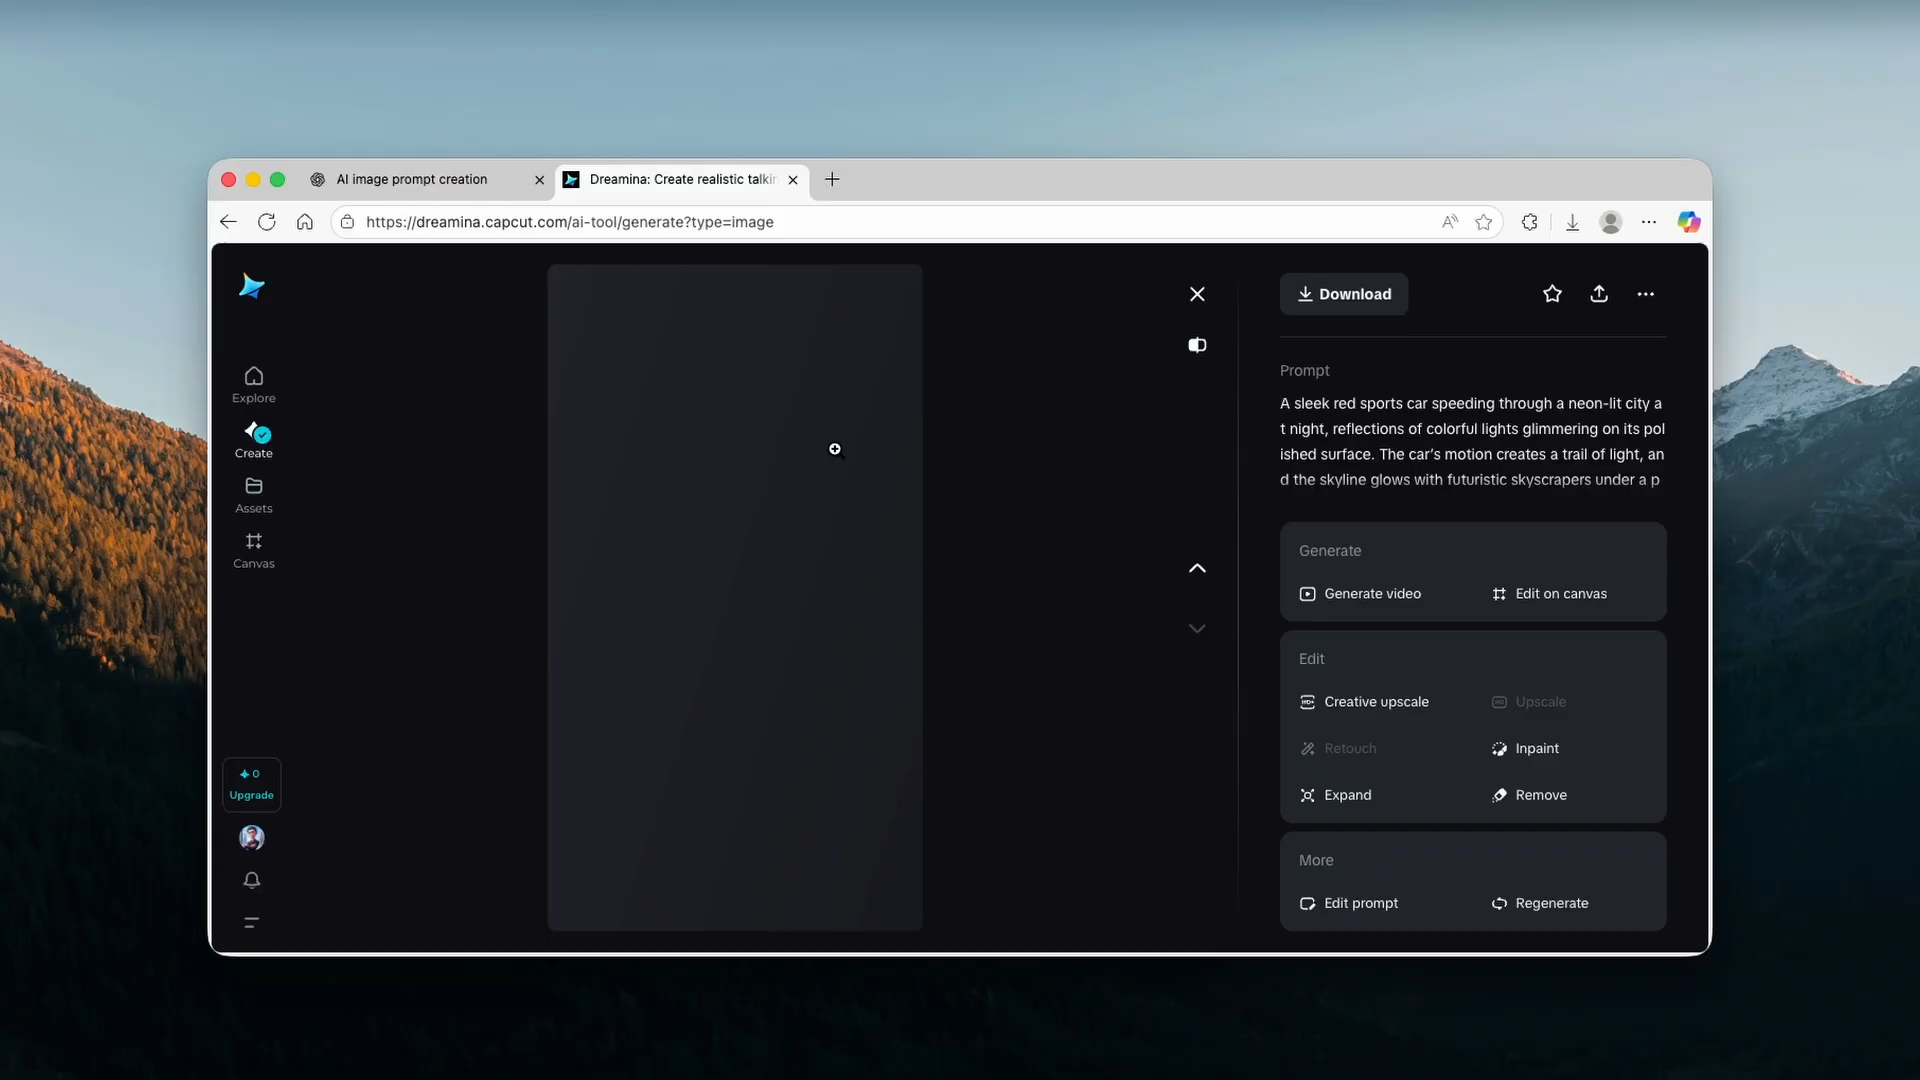 AI image prompt creation
Dreamina: Create realistic talkin
https://dreamina.capcut.com/ai-tool/generate?type=image
Explore
Create
Assets
Canvas
0
Upgrade
Download
Prompt
A sleek red sports car speeding through a neon-lit city a
t night, reflections of colorful lights glimmering on its pol
ished surface. The car’s motion creates a trail of light, an
d the skyline glows with futuristic skyscrapers under a p
Generate
Generate video
Edit on canvas
Edit
Creative upscale
Upscale
Retouch
Inpaint
Expand
Remove
More
Edit prompt
Regenerate